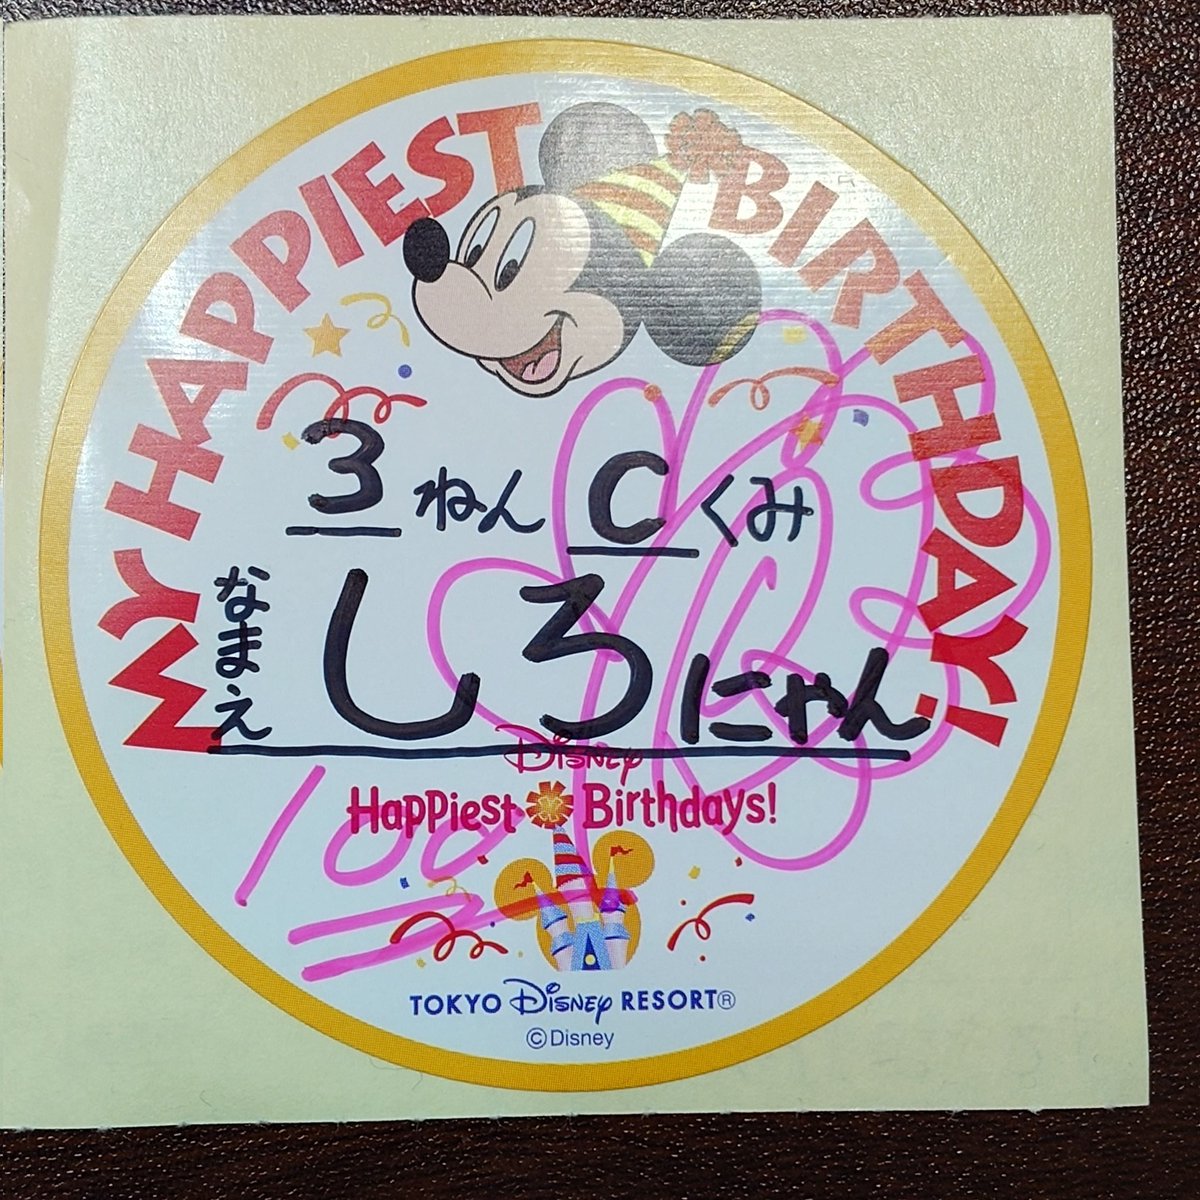 MY HAPPIEST BIRTHDAY!
3 ねん C くみ
なまえ しろにゃん
Disney
Happiest Birthdays!
100
TOKYO Disney RESORT®
©Disney